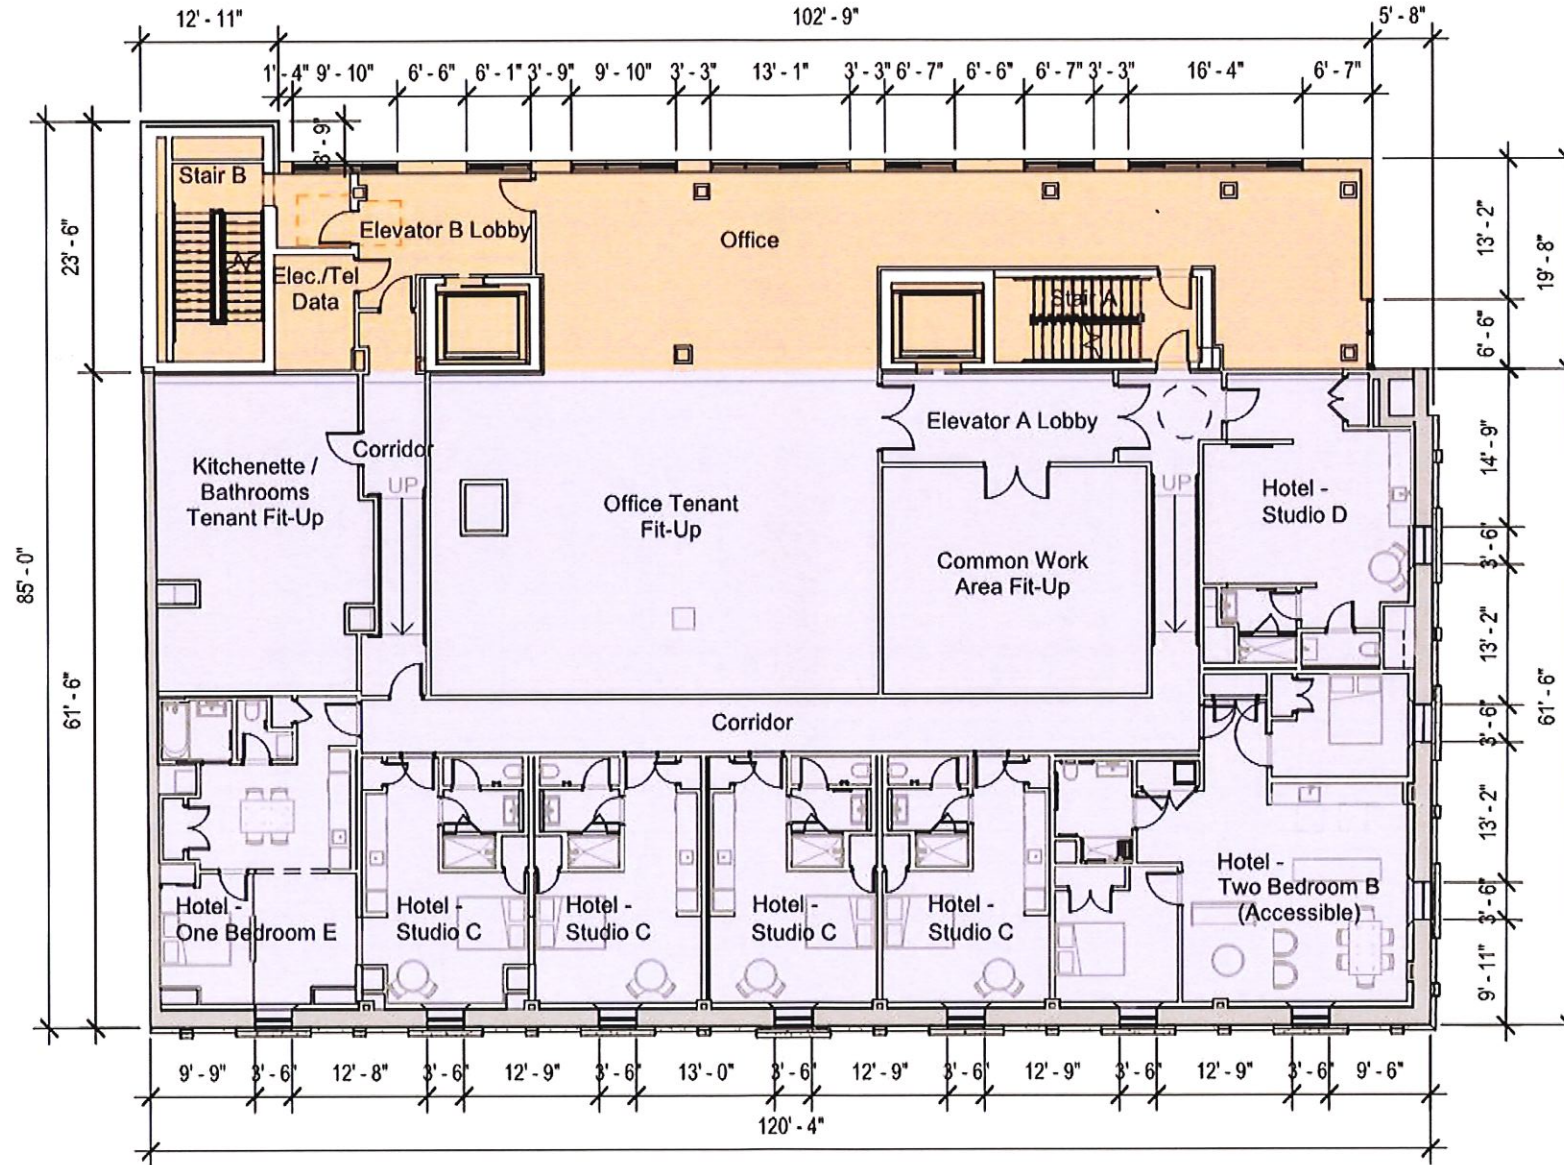 12' - 11"
102' - 9"
5' - 8"
1' - 4"
9' - 10"
6' - 6"
6' - 1"
3' - 9"
9' - 10"
3' - 3"
13' - 1"
3' - 3"
6' - 7"
6' - 6"
6' - 7"
3' - 3"
16' - 4"
6' - 7"
3' - 9"
Stair B
Elevator B Lobby
Office
Elec./Tel
Data
Stair A
23' - 6"
85' - 0"
61' - 6"
13' - 2"
19' - 8"
6' - 6"
Corridor
UP
Kitchenette /
Bathrooms
Tenant Fit-Up
Office Tenant
Fit-Up
Elevator A Lobby
Common Work
Area Fit-Up
UP
Hotel -
Studio D
14' - 9"
3' - 6"
13' - 2"
3' - 6"
61' - 6"
13' - 2"
3' - 6"
9' - 11"
Corridor
Hotel -
One Bedroom E
Hotel -
Studio C
Hotel -
Studio C
Hotel -
Studio C
Hotel -
Studio C
Hotel -
Two Bedroom B
(Accessible)
9' - 9"
3' - 6"
12' - 8"
3' - 6"
12' - 9"
3' - 6"
13' - 0"
3' - 6"
12' - 9"
3' - 6"
12' - 9"
3' - 6"
12' - 9"
3' - 6"
9' - 6"
120' - 4"